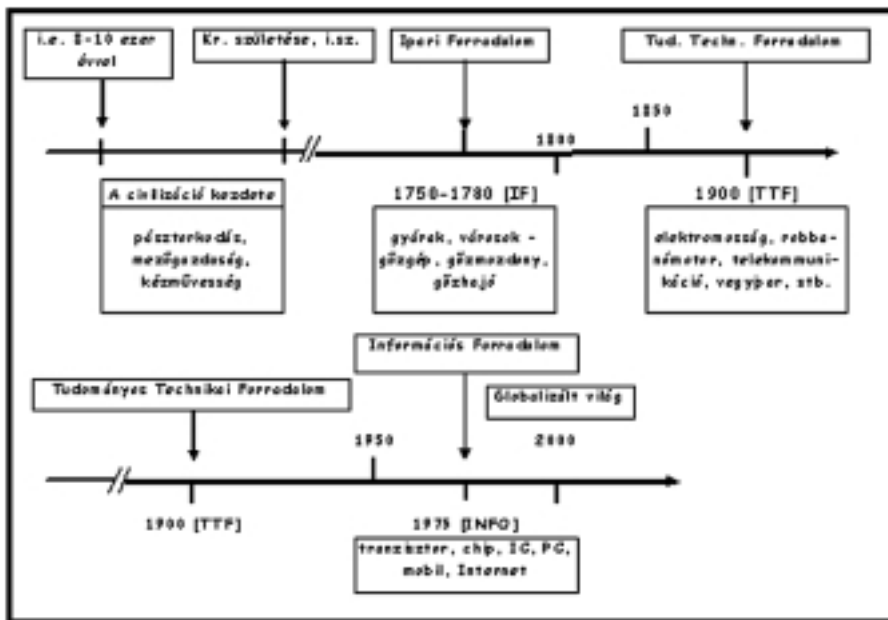 i.e. 8-10 ezer
évvel
Kr. születése, i.sz.
Ipari Forradalom
Tud. Techn. Forradalom
1850
1800
A civilizáció kezdete
1750-1780 [IF]
1900 [TTF]
pásztorkodás,
mezőgazdaság,
kézművesség
gyárak, városok -
gőzgép, gőzmozdony,
gőzhajó
elektromosság, robba-
nómotor, telekommuni-
káció, vegyipar, stb.
Információs Forradalom
Tudományos Technikai Forradalom
Globalizált világ
1950
2000
1900 [TTF]
1975 [INFO]
tranzisztor, chip, IC, PC,
mobil, Internet